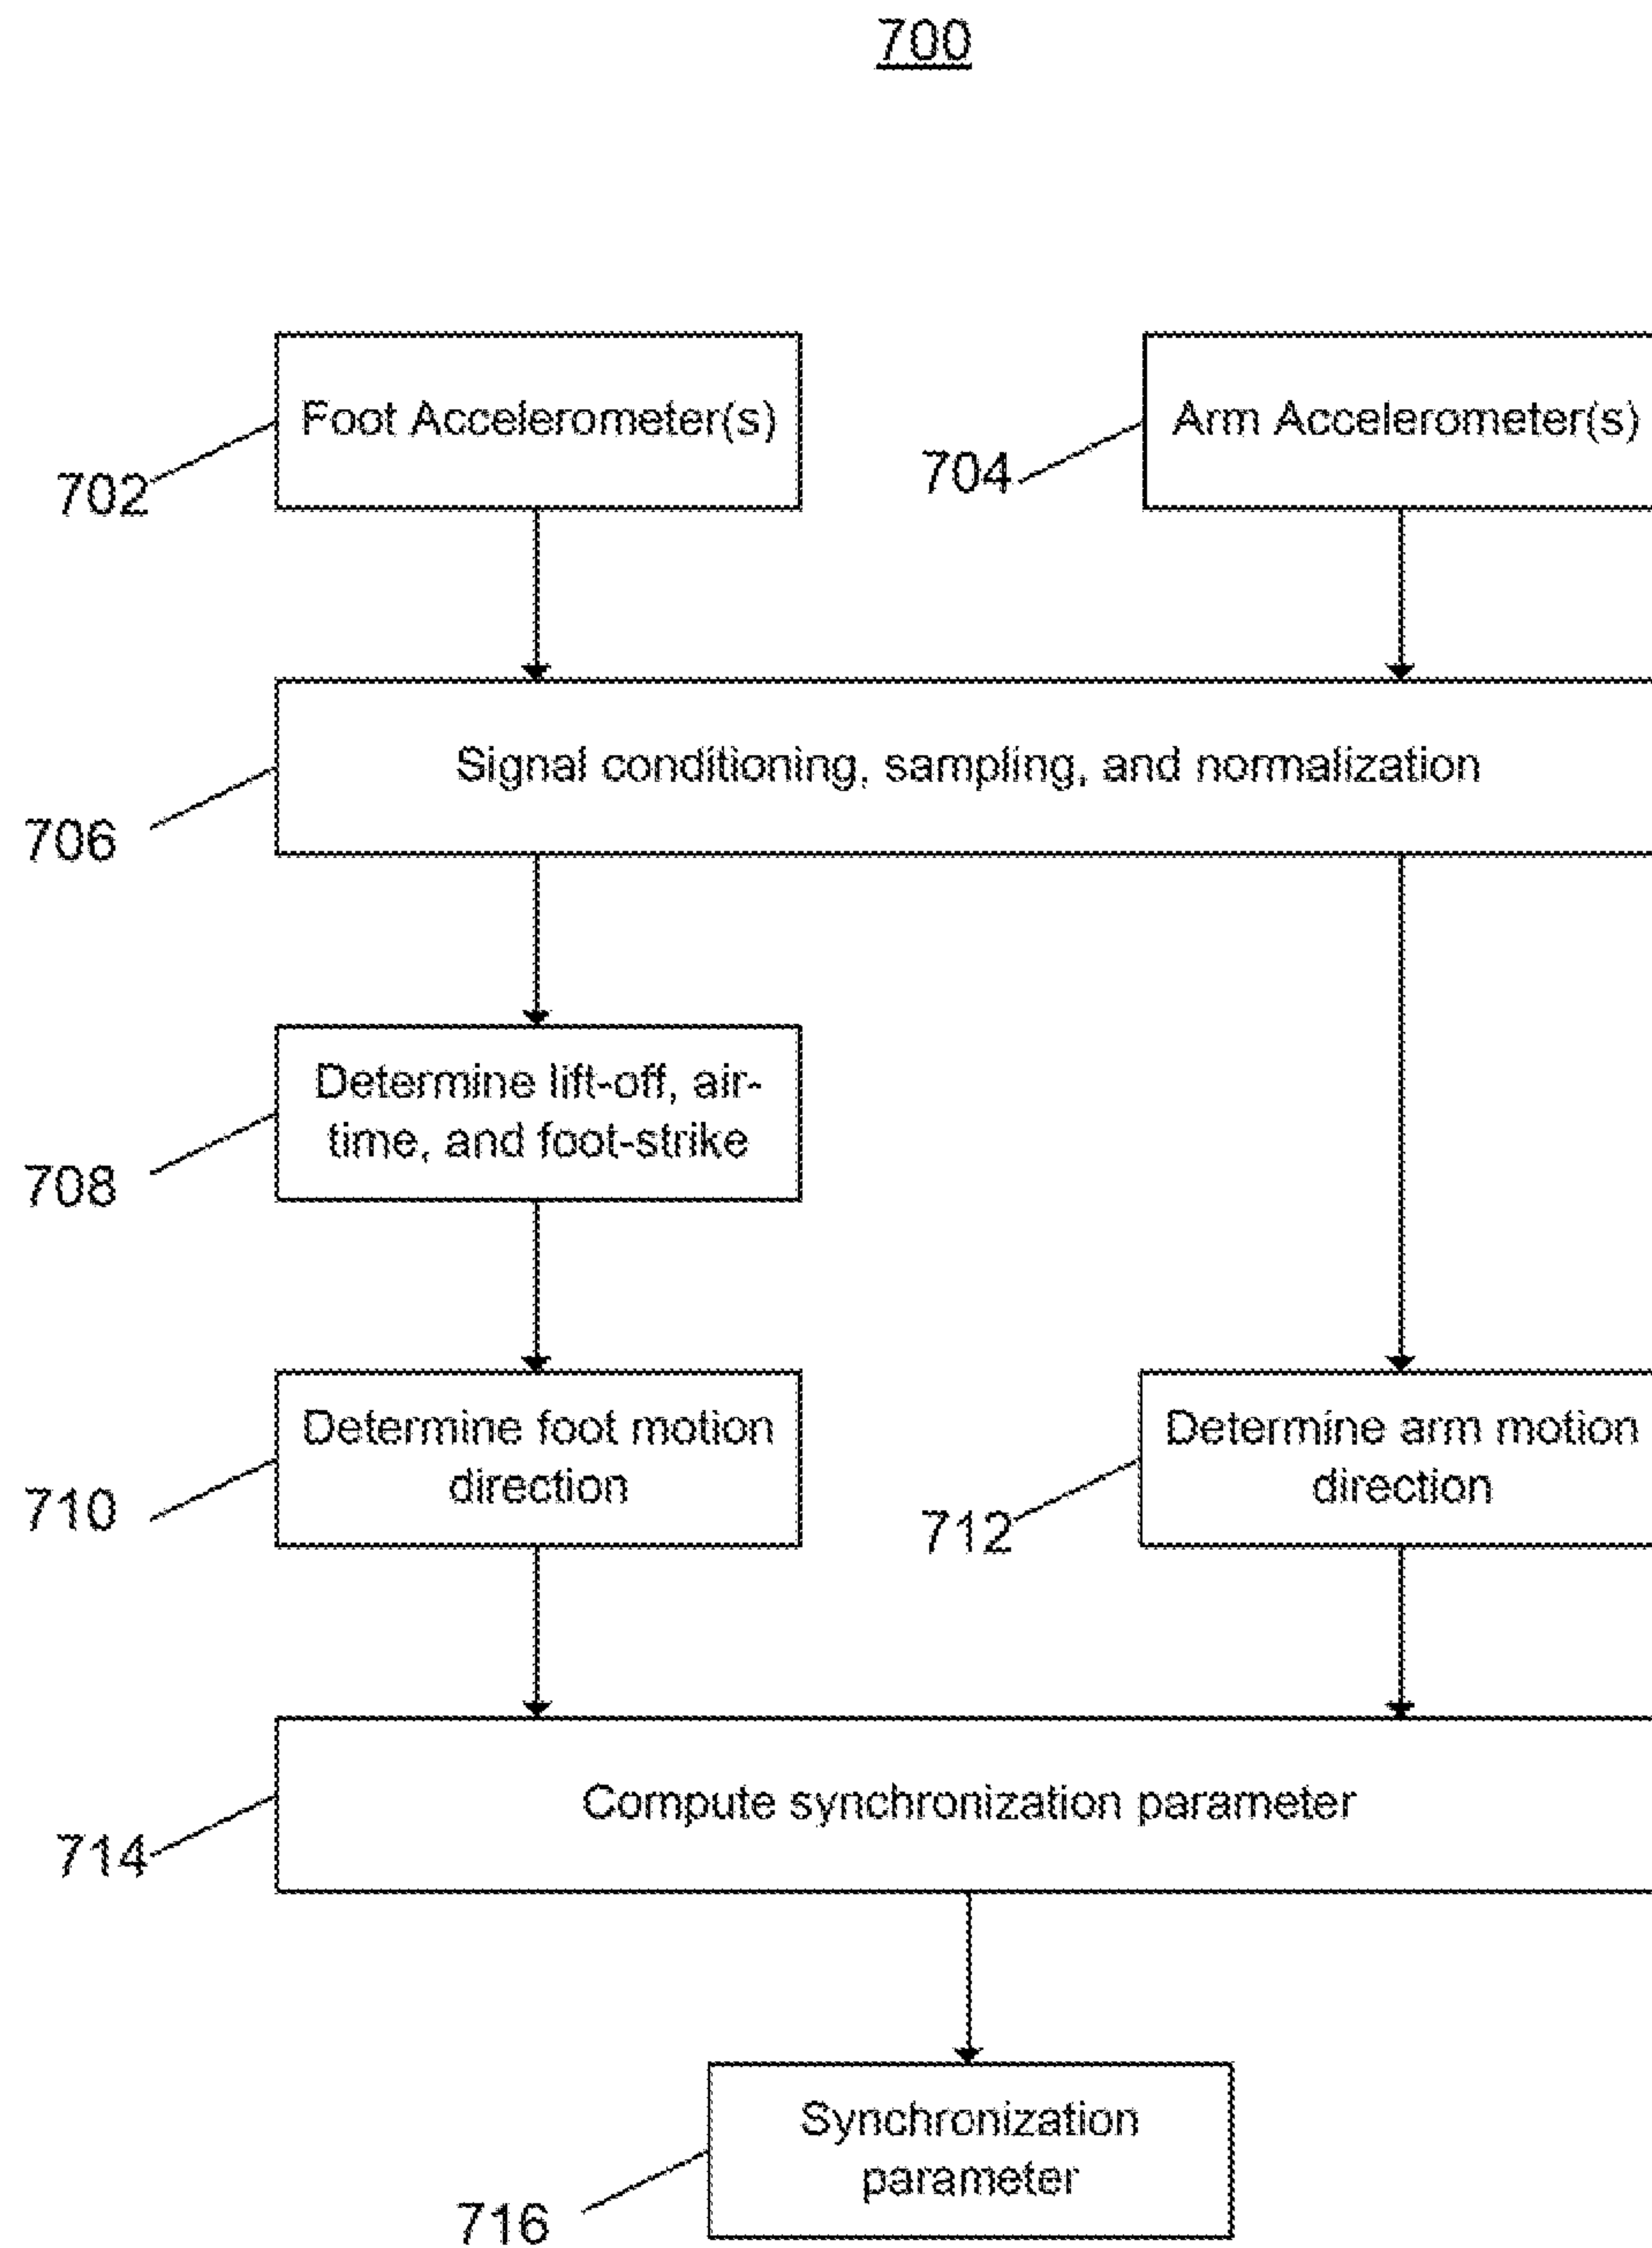 700
Foot Accelerometer(s)
702
Arm Accelerometer(s)
704
Signal conditioning, sampling, and normalization
706
Determine lift-off, air-
time, and foot-strike
708
Determine foot motion
direction
710
Determine arm motion
direction
712
Compute synchronization parameter
714
Synchronization
parameter
716